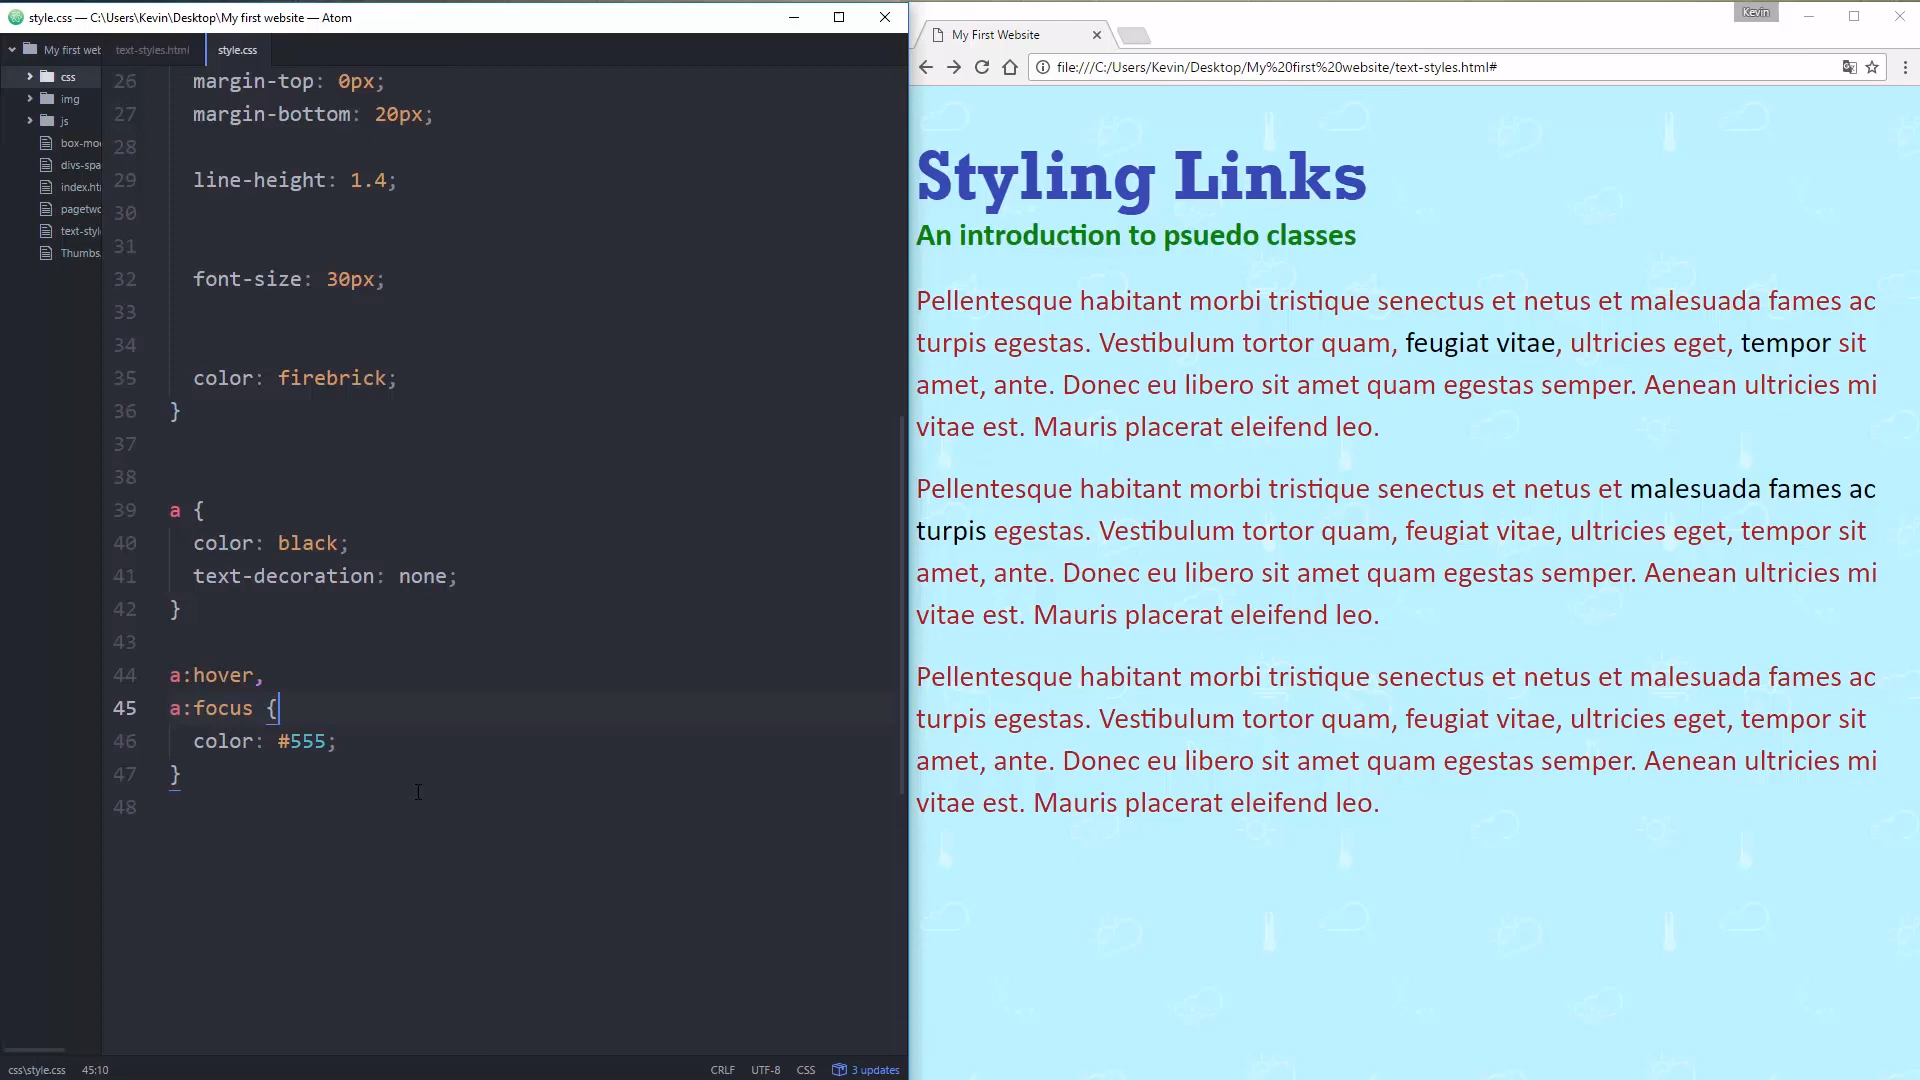 style.css — C:\Users\Kevin\Desktop\My first website — Atom
My first web
text-styles.html
style.css
css
img
js
box-mo
divs-spa
index.ht
pagetwo
text-sty
Thumbs.
26 margin-top: 0px;
27 margin-bottom: 20px;
28
29 line-height: 1.4;
30
31
32 font-size: 30px;
33
34
35 color: firebrick;
36 }
37
38
39 a {
40 color: black;
41 text-decoration: none;
42 }
43
44 a:hover,
45 a:focus {
46 color: #555;
47 }
48
css\style.css 45:10 CRLF UTF-8 CSS 3 updates
Kevin
My First Website
file:///C:/Users/Kevin/Desktop/My%20first%20website/text-styles.html#
Styling Links
An introduction to psuedo classes
Pellentesque habitant morbi tristique senectus et netus et malesuada fames ac
turpis egestas. Vestibulum tortor quam, feugiat vitae, ultricies eget, tempor sit
amet, ante. Donec eu libero sit amet quam egestas semper. Aenean ultricies mi
vitae est. Mauris placerat eleifend leo.
Pellentesque habitant morbi tristique senectus et netus et malesuada fames ac
turpis egestas. Vestibulum tortor quam, feugiat vitae, ultricies eget, tempor sit
amet, ante. Donec eu libero sit amet quam egestas semper. Aenean ultricies mi
vitae est. Mauris placerat eleifend leo.
Pellentesque habitant morbi tristique senectus et netus et malesuada fames ac
turpis egestas. Vestibulum tortor quam, feugiat vitae, ultricies eget, tempor sit
amet, ante. Donec eu libero sit amet quam egestas semper. Aenean ultricies mi
vitae est. Mauris placerat eleifend leo.